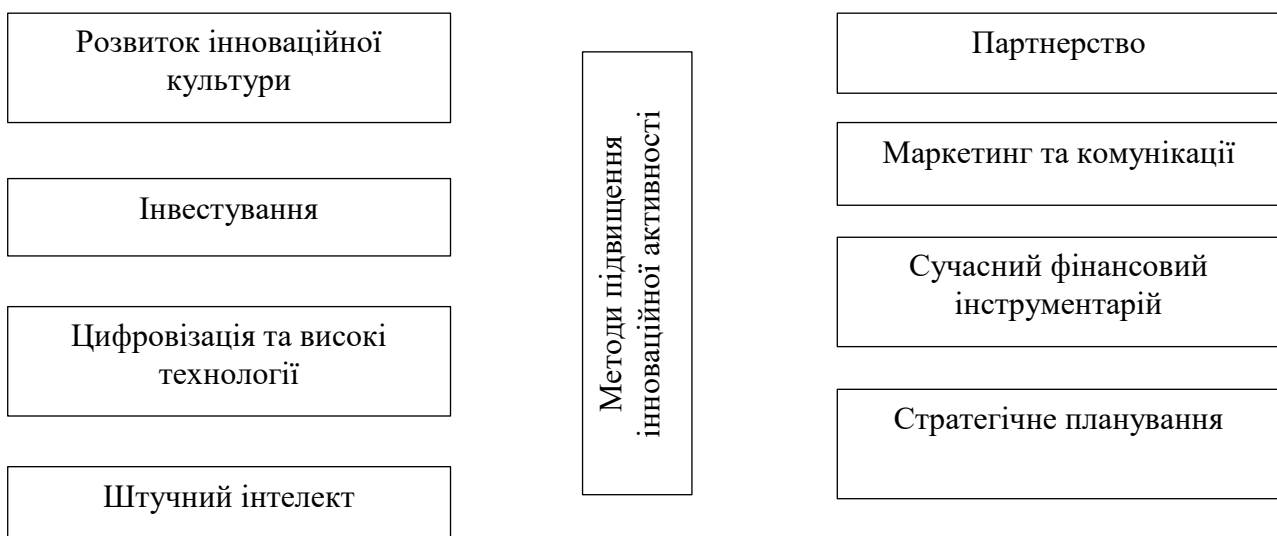 Розвиток інноваційної
культури
Інвестування
Цифровізація та високі
технології
Штучний інтелект
Методи підвищення
інноваційної активності
Партнерство
Маркетинг та комунікації
Сучасний фінансовий
інструментарій
Стратегічне планування